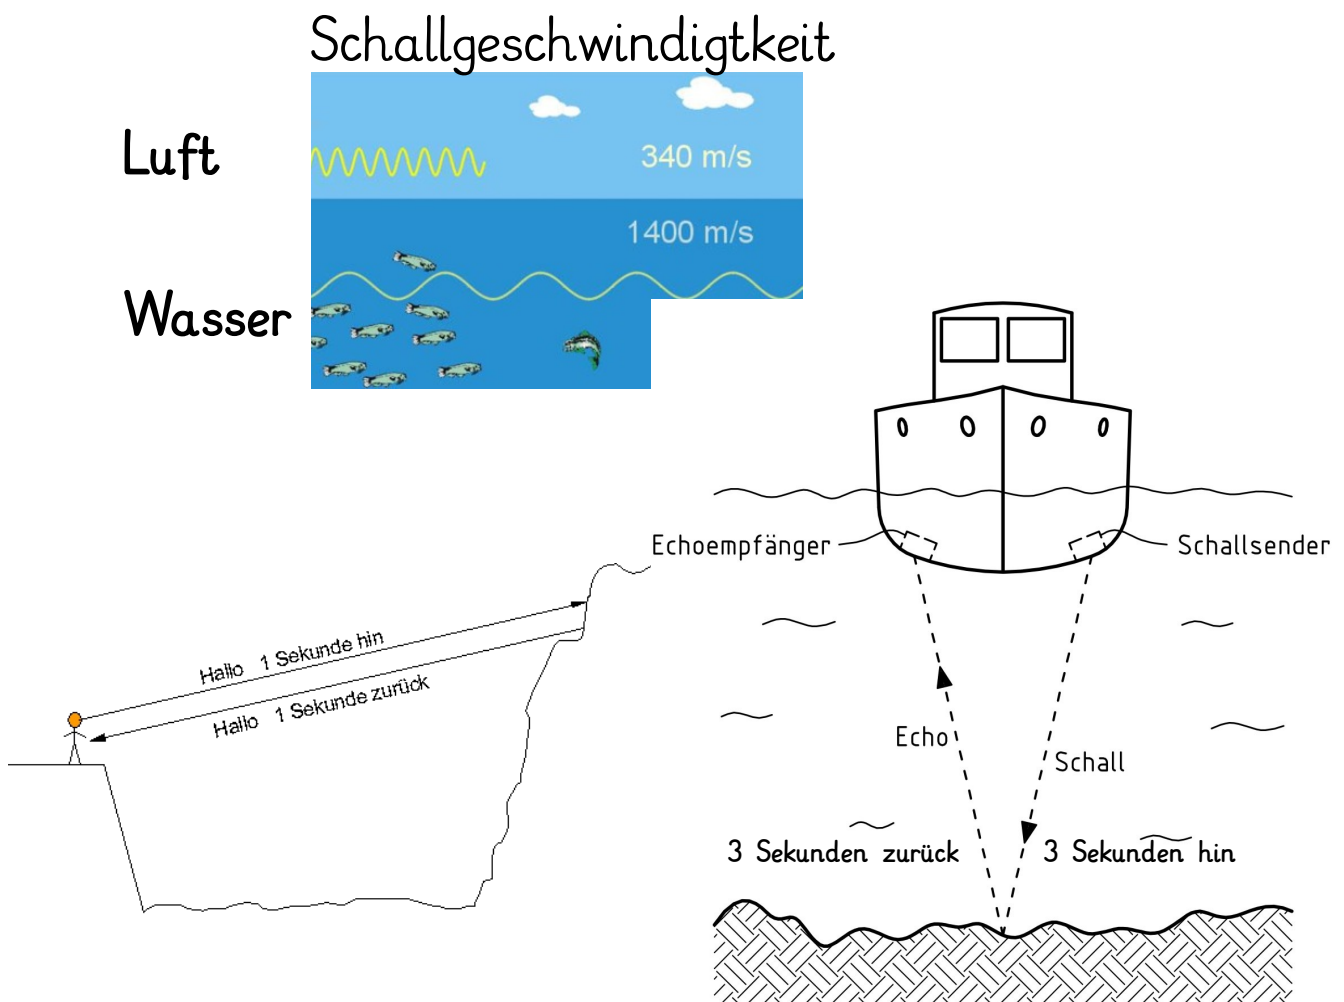 Schallgeschwindigtkeit
Luft
340 m/s
1400 m/s
Wasser
Echoempfänger
Schallsender
Hallo 1 Sekunde hin
Hallo 1 Sekunde zurück
Echo
Schall
3 Sekunden zurück
3 Sekunden hin